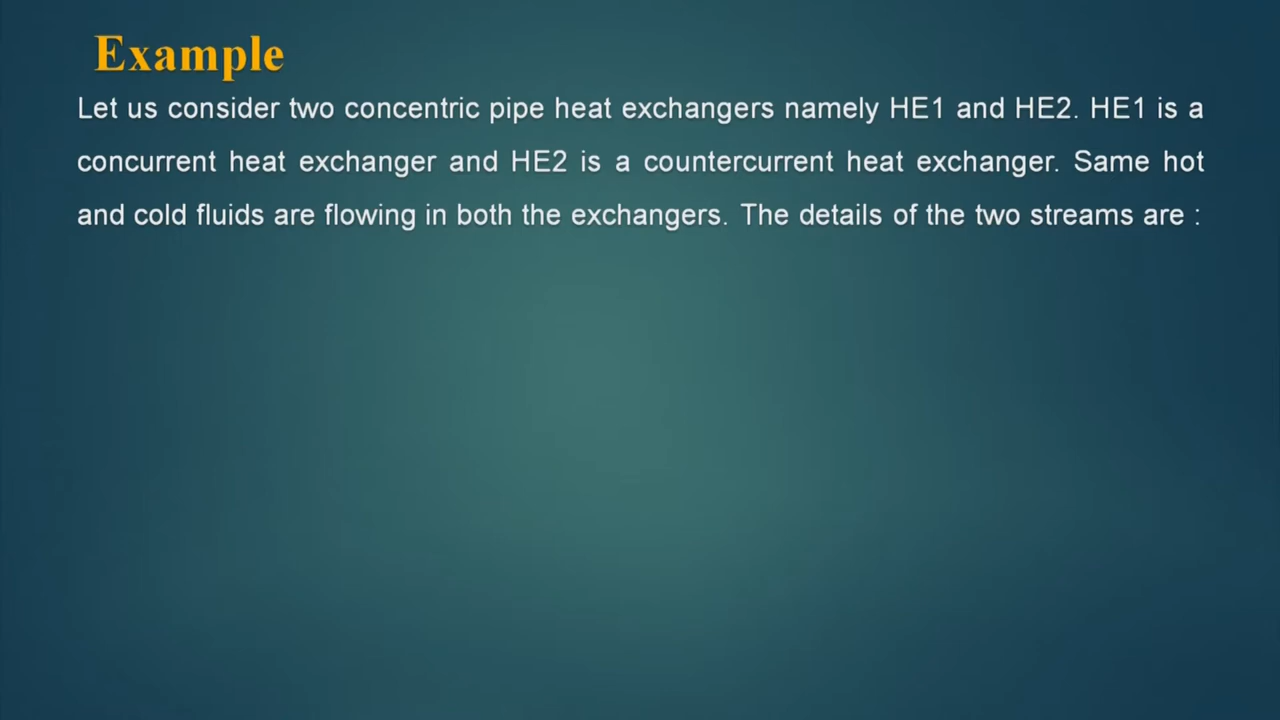 Example
Let us consider two concentric pipe heat exchangers namely HE1 and HE2. HE1 is a
concurrent heat exchanger and HE2 is a countercurrent heat exchanger. Same hot
and cold fluids are flowing in both the exchangers. The details of the two streams are :